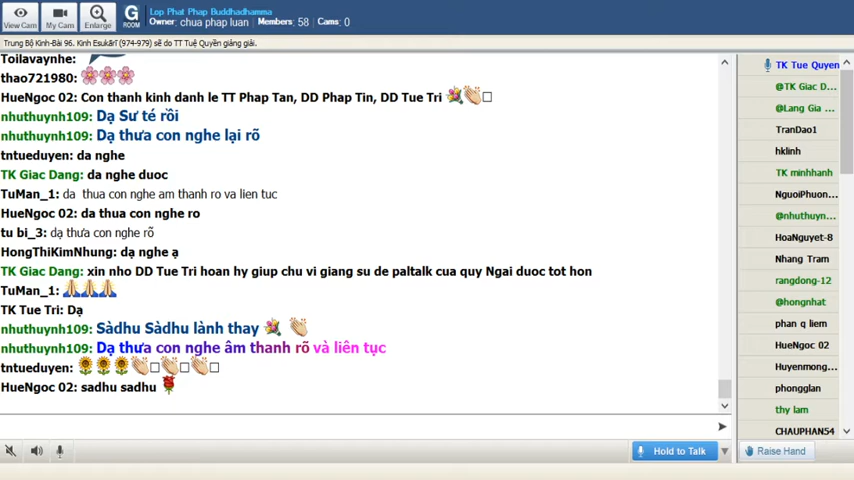 View Cam
My Cam
Enlarge
G
ROOM
Lop Phat Phap Buddhadhamma
Owner: chua phap luan Members: 58 Cams: 0
Trung Bộ Kinh-Bài 96. Kinh Esukārī (974-979) sẽ do TT Tuệ Quyền giảng giải.
Toilavaynhe:
thao721980:
HueNgoc 02: Con thanh kinh danh le TT Phap Tan, DD Phap Tin, DD Tue Tri
nhuthuynh109: Dạ Sư té rồi
nhuthuynh109: Dạ thưa con nghe lại rõ
tntueduyen: da nghe
TK Giac Dang: da nghe duoc
TuMan_1: da thua con nghe am thanh ro va lien tuc
HueNgoc 02: da thua con nghe ro
tu bi_3: dạ thưa con nghe rõ
HongThiKimNhung: dạ nghe ạ
TK Giac Dang: xin nho DD Tue Tri hoan hy giup chu vi giang su de paltalk cua quy Ngai duoc tot hon
TuMan_1:
TK Tue Tri: Dạ
nhuthuynh109: Sàdhu Sàdhu lành thay
nhuthuynh109: Dạ thưa con nghe âm thanh rõ và liên tục
tntueduyen:
HueNgoc 02: sadhu sadhu
Hold to Talk
TK Tue Quyen
@TK Giac D...
@Lang Gia ...
TranDao1
hklinh
TK minhhanh
NguoiPhuon...
@nhuthuyn...
HoaNguyet-8
Nhang Tram
rangdong-12
@hongnhat
phan q liem
HueNgoc 02
Huyenmong...
phongglan
thy lam
CHAUPHAN54
Raise Hand